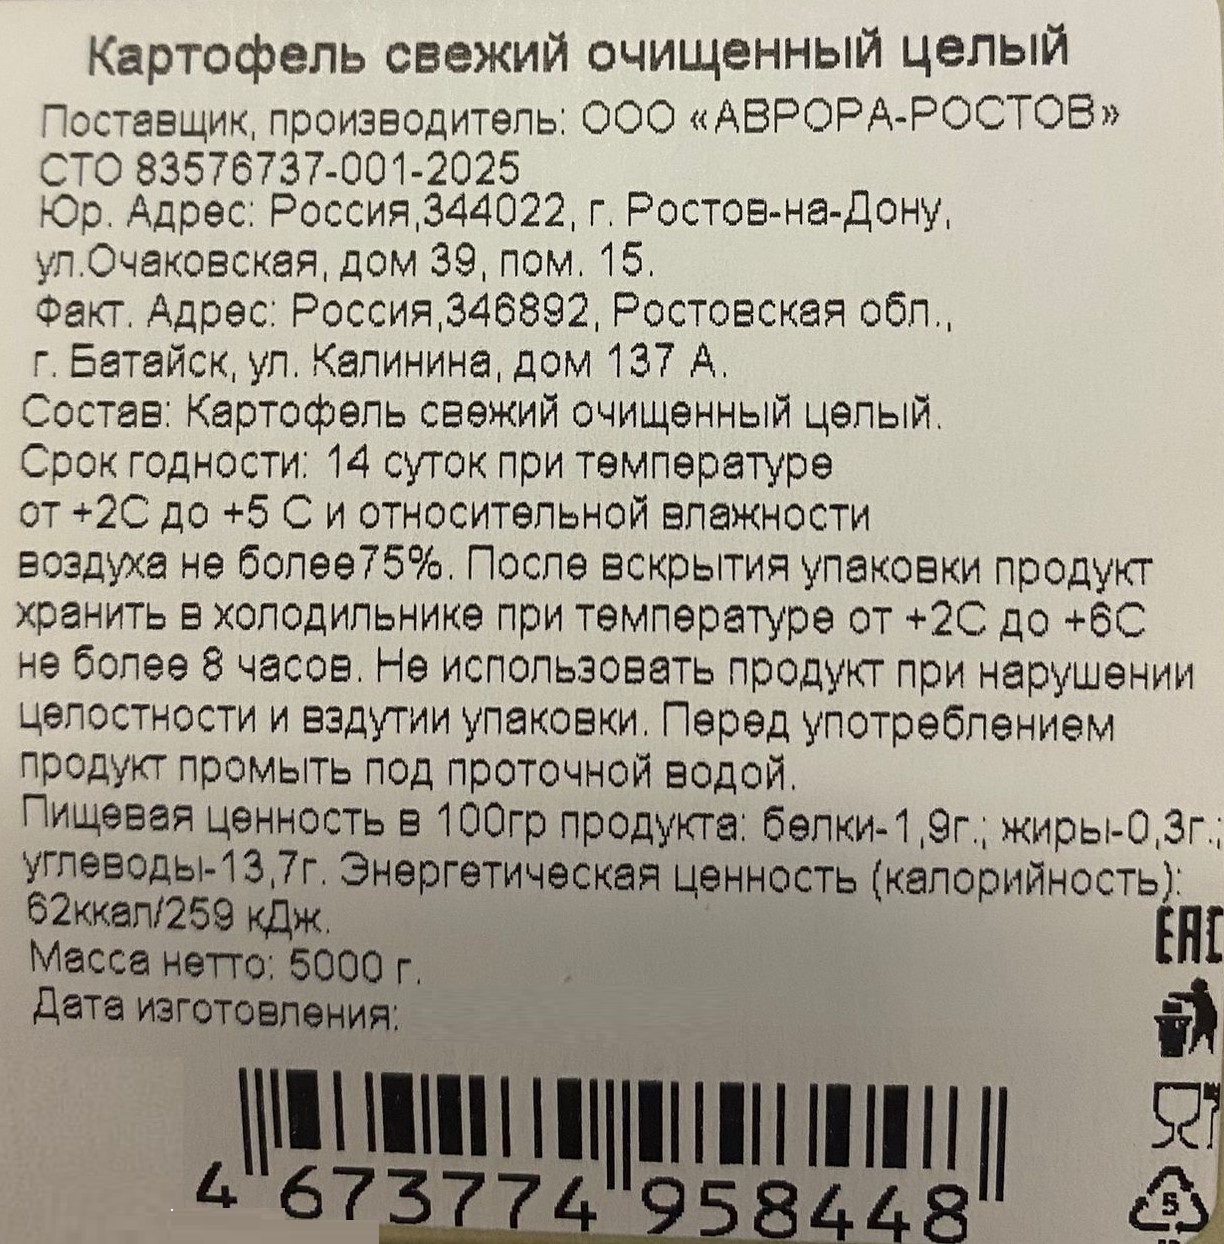 Картофель свежий очищенный целый
Поставщик, производитель: ООО «АВРОРА-РОСТОВ»
СТО 83576737-001-2025
Юр. Адрес: Россия,344022, г. Ростов-на-Дону,
ул.Очаковская, дом 39, пом. 15.
Факт. Адрес: Россия,346892, Ростовская обл.,
г. Батайск, ул. Калинина, дом 137 А.
Состав: Картофель свежий очищенный целый.
Срок годности: 14 суток при температуре
от +2С до +5 С и относительной влажности
воздуха не более75%. После вскрытия упаковки продукт
хранить в холодильнике при температуре от +2С до +6С
не более 8 часов. Не использовать продукт при нарушении
целостности и вздутии упаковки. Перед употреблением
продукт промыть под проточной водой.
Пищевая ценность в 100гр продукта: белки-1,9г.; жиры-0,3г.;
углеводы-13,7г. Энергетическая ценность (калорийность):
62ккал/259 кДж.
EAC
Масса нетто: 5000 г.
Дата изготовления:
4 673774 958448
5